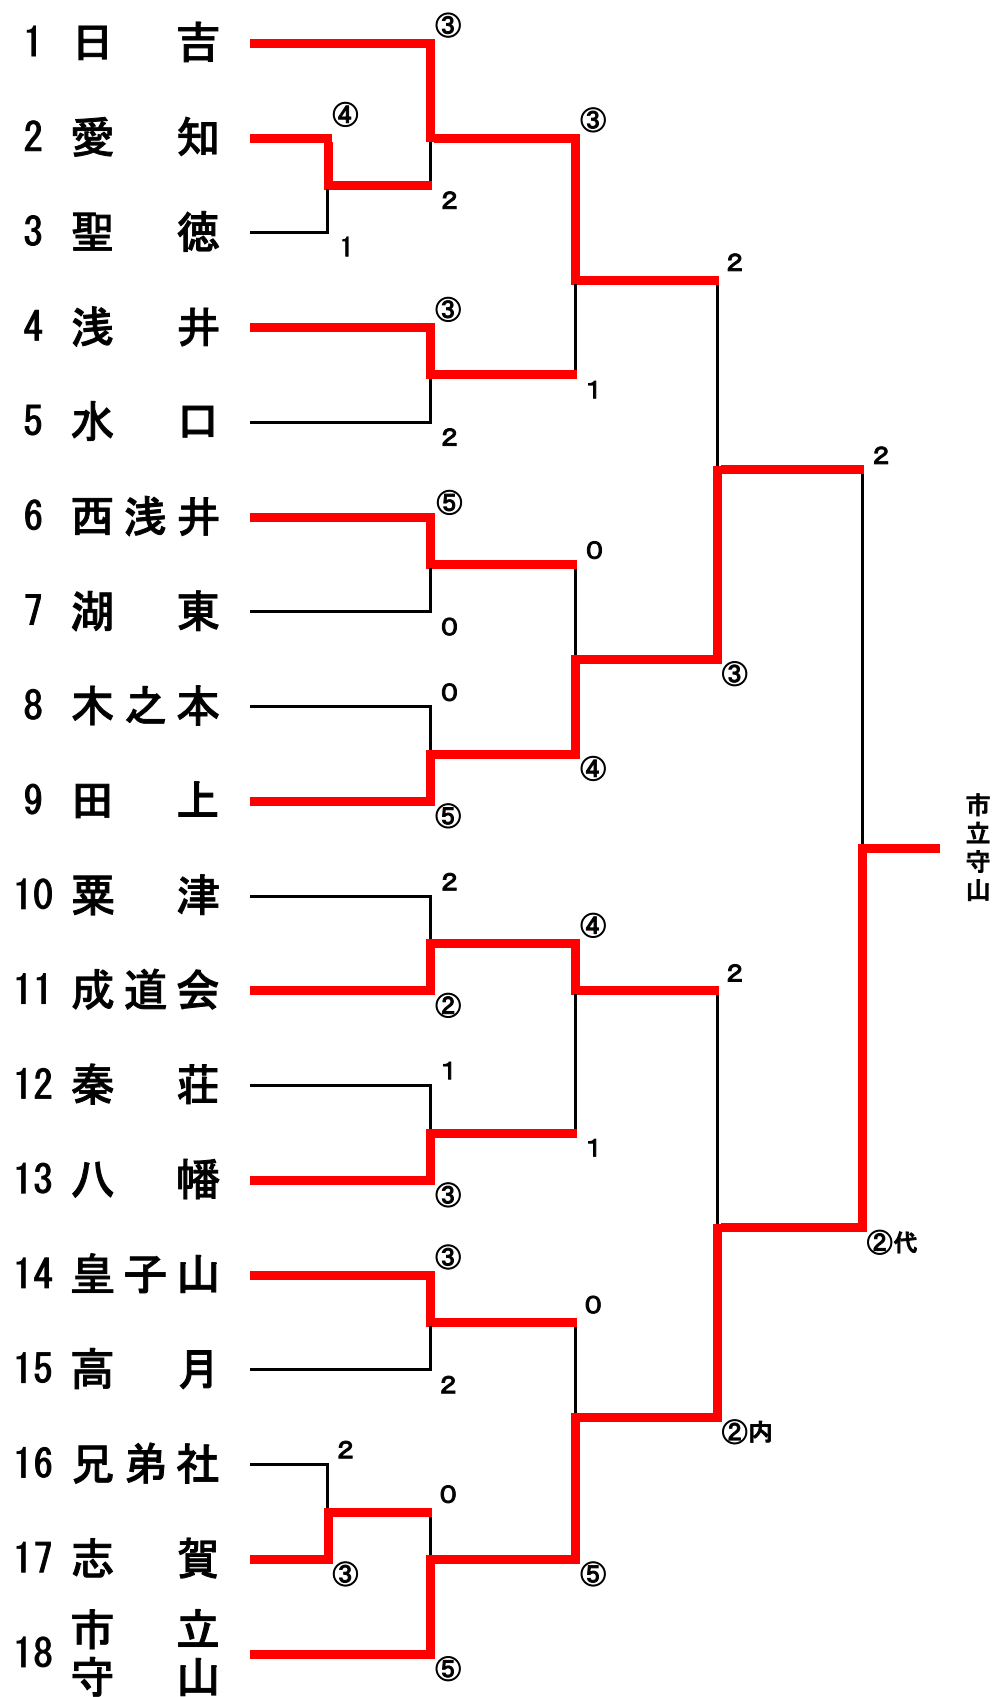 ③
1 日 吉
④
③
2 愛 知
2
3 聖 徳
1
2
③
4 浅 井
1
5 水 口
2
2
⑤
6 西浅井
0
7 湖 東
0
③
0
8 木之本
④
9 田 上
⑤
市立守山
2
10 粟 津
④
2
11 成道会
②
1
12 秦 荘
1
13 八 幡
③
②代
③
14 皇子山
0
15 高 月
2
②内
2
16 兄弟社
0
17 志 賀
③
⑤
18 市 立
守 山
⑤